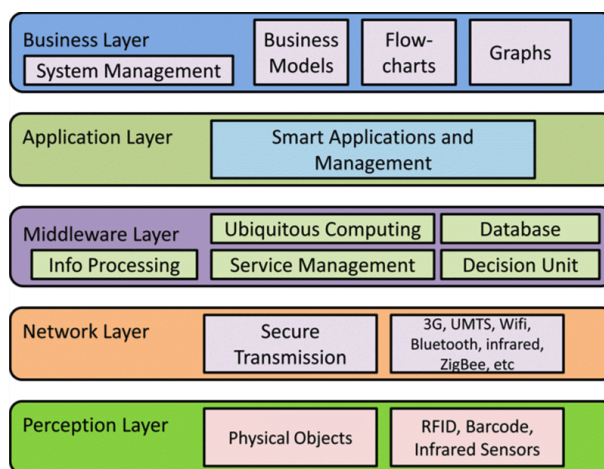 Business Layer
System Management
Business
Models
Flow-
charts
Graphs
Application Layer
Smart Applications and
Management
Middleware Layer
Info Processing
Ubiquitous Computing
Database
Service Management
Decision Unit
Network Layer
Secure
Transmission
3G, UMTS, Wifi,
Bluetooth, infrared,
ZigBee, etc
Perception Layer
Physical Objects
RFID, Barcode,
Infrared Sensors